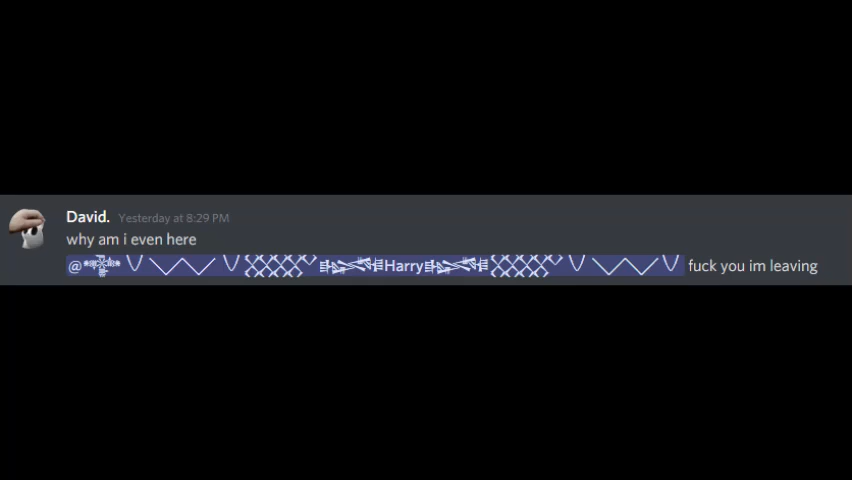 David. Yesterday at 8:29 PM
why am i even here
@ Harry fuck you im leaving